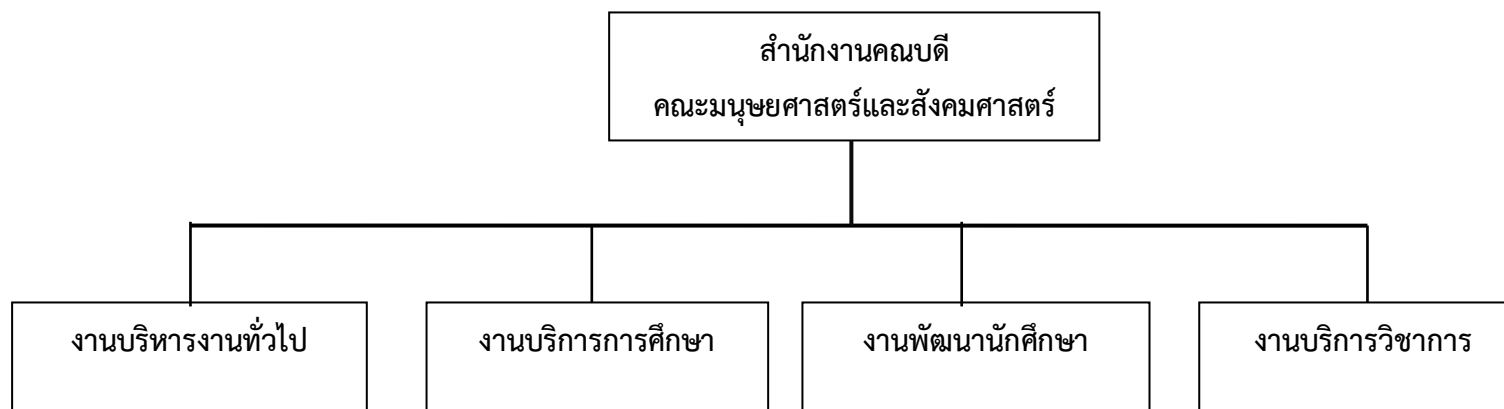 สำนักงานคณบดี
คณะมนุษยศาสตร์และสังคมศาสตร์
งานบริหารงานทั่วไป
งานบริการการศึกษา
งานพัฒนานักศึกษา
งานบริการวิชาการ